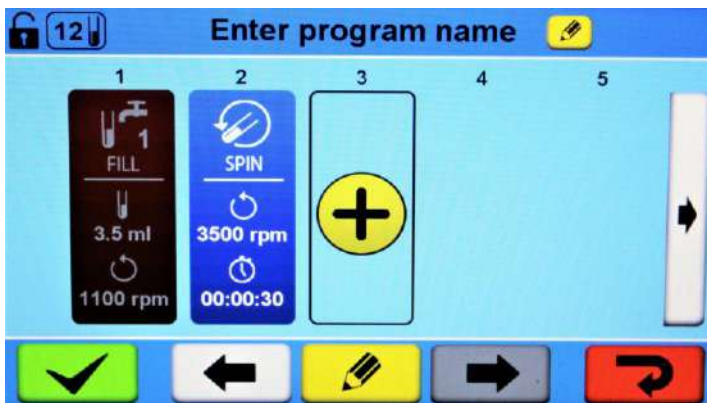 12
Enter program name
1 2 3 4 5
1
FILL
3.5 ml
1100 rpm
SPIN
3500 rpm
00:00:30